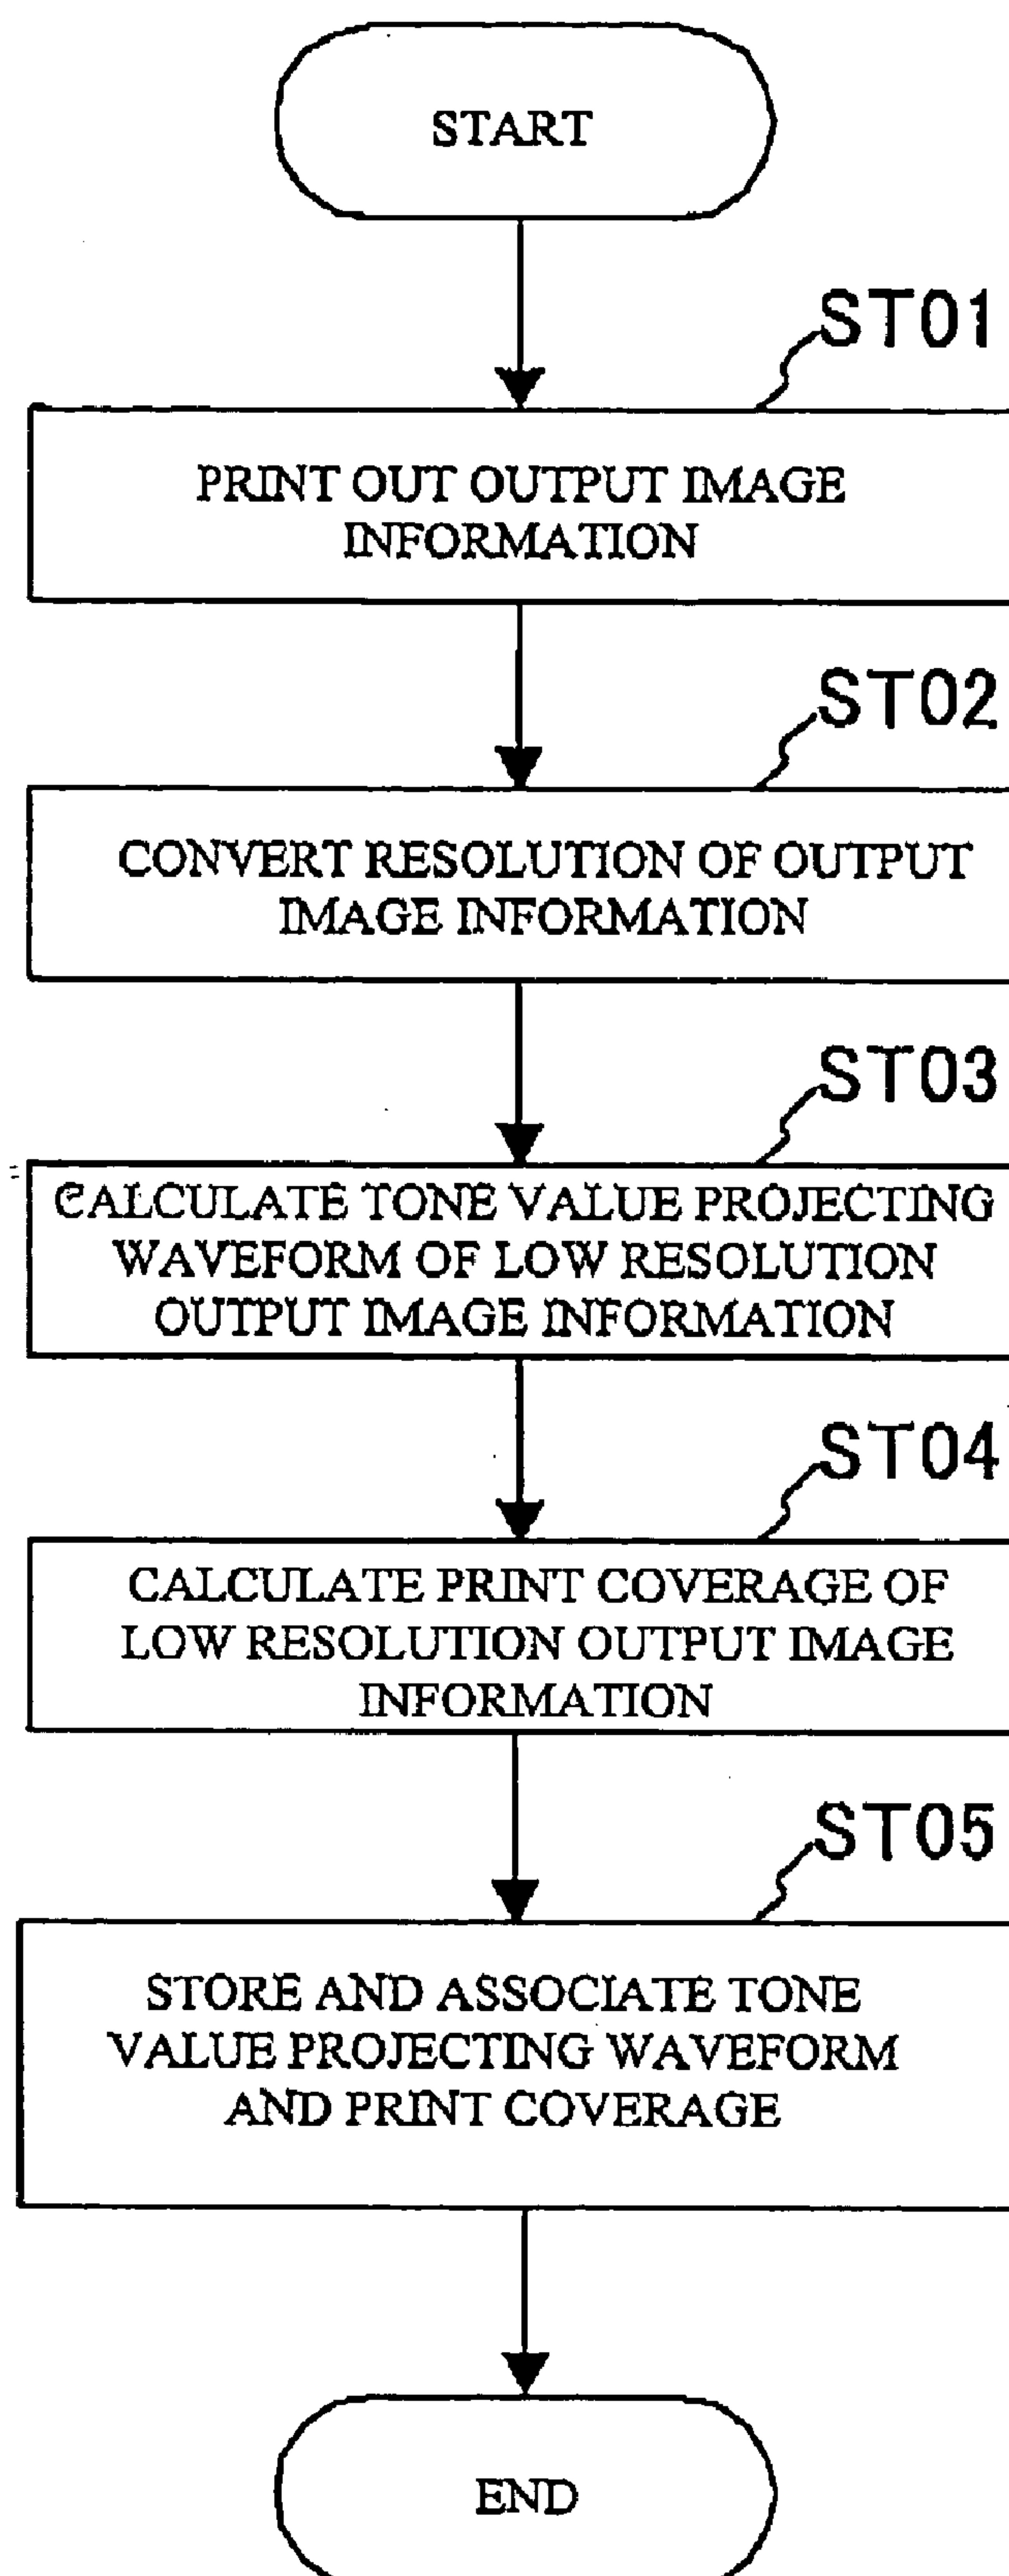 START
ST01
PRINT OUT OUTPUT IMAGE
INFORMATION
ST02
CONVERT RESOLUTION OF OUTPUT
IMAGE INFORMATION
ST03
CALCULATE TONE VALUE PROJECTING
WAVEFORM OF LOW RESOLUTION
OUTPUT IMAGE INFORMATION
ST04
CALCULATE PRINT COVERAGE OF
LOW RESOLUTION OUTPUT IMAGE
INFORMATION
ST05
STORE AND ASSOCIATE TONE
VALUE PROJECTING WAVEFORM
AND PRINT COVERAGE
END